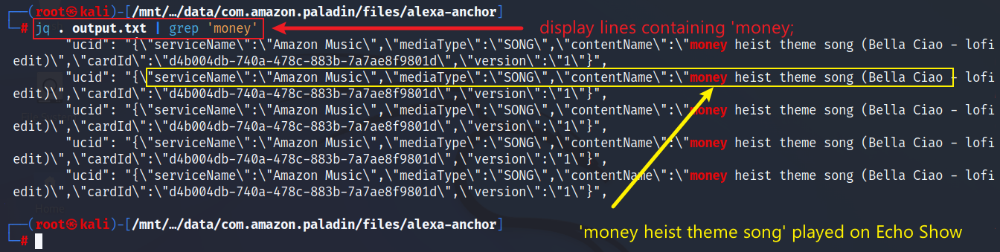 ┌──(root㉿kali)-[/mnt/…/data/com.amazon.paladin/files/alexa-anchor]
└─# jq . output.txt | grep 'money' display lines containing 'money;
"ucid": "{\"serviceName\":\"Amazon Music\",\"mediaType\":\"SONG\",\"contentName\":\"money heist theme song (Bella Ciao - lofi
edit)\",\"cardId\":\"d4b004db-740a-478c-883b-7a7ae8f9801d\",\"version\":\"1\"}",
"ucid": "{\"serviceName\":\"Amazon Music\",\"mediaType\":\"SONG\",\"contentName\":\"money heist theme song (Bella Ciao - lofi
edit)\",\"cardId\":\"d4b004db-740a-478c-883b-7a7ae8f9801d\",\"version\":\"1\"}",
"ucid": "{\"serviceName\":\"Amazon Music\",\"mediaType\":\"SONG\",\"contentName\":\"money heist theme song (Bella Ciao - lofi
edit)\",\"cardId\":\"d4b004db-740a-478c-883b-7a7ae8f9801d\",\"version\":\"1\"}",
"ucid": "{\"serviceName\":\"Amazon Music\",\"mediaType\":\"SONG\",\"contentName\":\"money heist theme song (Bella Ciao - lofi
edit)\",\"cardId\":\"d4b004db-740a-478c-883b-7a7ae8f9801d\",\"version\":\"1\"}",
"ucid": "{\"serviceName\":\"Amazon Music\",\"mediaType\":\"SONG\",\"contentName\":\"money heist theme song (Bella Ciao - lofi
edit)\",\"cardId\":\"d4b004db-740a-478c-883b-7a7ae8f9801d\",\"version\":\"1\"}",
Home
┌──(root㉿kali)-[/mnt/…/data/com.amazon.paladin/files/alexa-anchor]
└─#
'money heist theme song' played on Echo Show